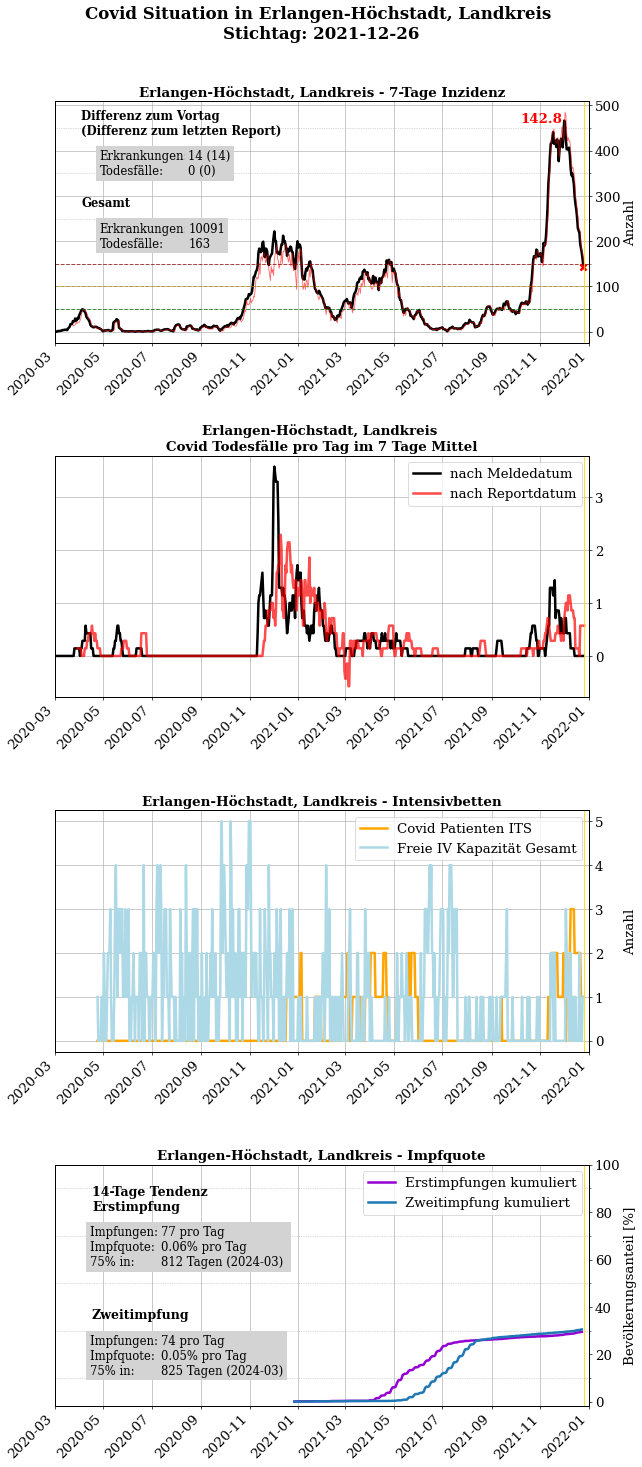 Covid Situation in Erlangen-Höchstadt, Landkreis
Stichtag: 2021-12-26
Erlangen-Höchstadt, Landkreis - 7-Tage Inzidenz
Differenz zum Vortag
(Differenz zum letzten Report)
Erkrankungen 14 (14)
Todesfälle: 0 (0)
Gesamt
Erkrankungen 10091
Todesfälle: 163
142.8
500
400
300
200
100
0
Anzahl
2020-03
2020-05
2020-07
2020-09
2020-11
2021-01
2021-03
2021-05
2021-07
2021-09
2021-11
2022-01
Erlangen-Höchstadt, Landkreis
Covid Todesfälle pro Tag im 7 Tage Mittel
nach Meldedatum
nach Reportdatum
3
2
1
0
2020-03
2020-05
2020-07
2020-09
2020-11
2021-01
2021-03
2021-05
2021-07
2021-09
2021-11
2022-01
Erlangen-Höchstadt, Landkreis - Intensivbetten
Covid Patienten ITS
Freie IV Kapazität Gesamt
5
4
3
2
1
0
Anzahl
2020-03
2020-05
2020-07
2020-09
2020-11
2021-01
2021-03
2021-05
2021-07
2021-09
2021-11
2022-01
Erlangen-Höchstadt, Landkreis - Impfquote
14-Tage Tendenz
Erstimpfung
Impfungen: 77 pro Tag
Impfquote: 0.06% pro Tag
75% in: 812 Tagen (2024-03)
Zweitimpfung
Impfungen: 74 pro Tag
Impfquote: 0.05% pro Tag
75% in: 825 Tagen (2024-03)
Erstimpfungen kumuliert
Zweitimpfung kumuliert
100
80
60
40
20
0
Bevölkerungsanteil [%]
2020-03
2020-05
2020-07
2020-09
2020-11
2021-01
2021-03
2021-05
2021-07
2021-09
2021-11
2022-01